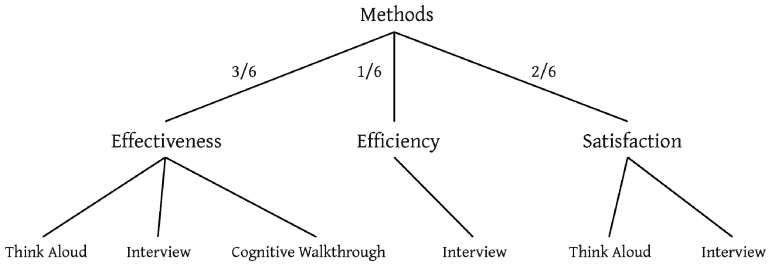 Methods
3/6 1/6 2/6
Effectiveness Efficiency Satisfaction
Think Aloud Interview Cognitive Walkthrough Interview Think Aloud Interview